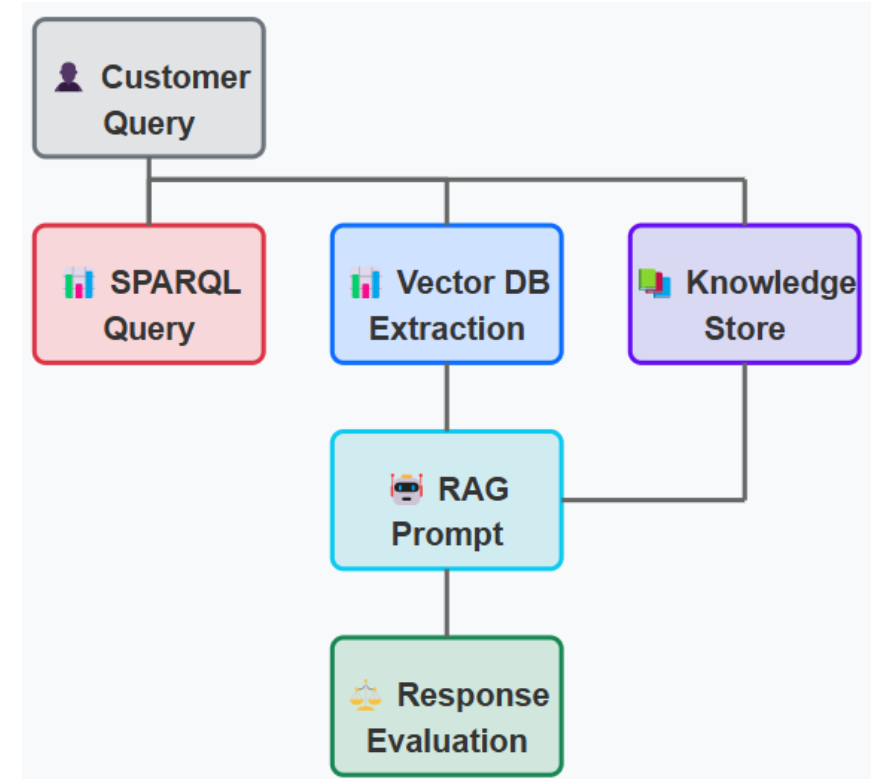 Customer
Query
SPARQL
Query
Vector DB
Extraction
Knowledge
Store
RAG
Prompt
Response
Evaluation